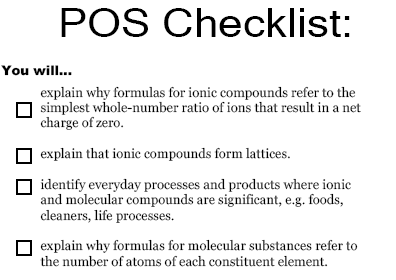 POS Checklist:
You will...
explain why formulas for ionic compounds refer to the
simplest whole-number ratio of ions that result in a net
charge of zero.
explain that ionic compounds form lattices.
identify everyday processes and products where ionic
and molecular compounds are significant, e.g. foods,
cleaners, life processes.
explain why formulas for molecular substances refer to
the number of atoms of each constituent element.